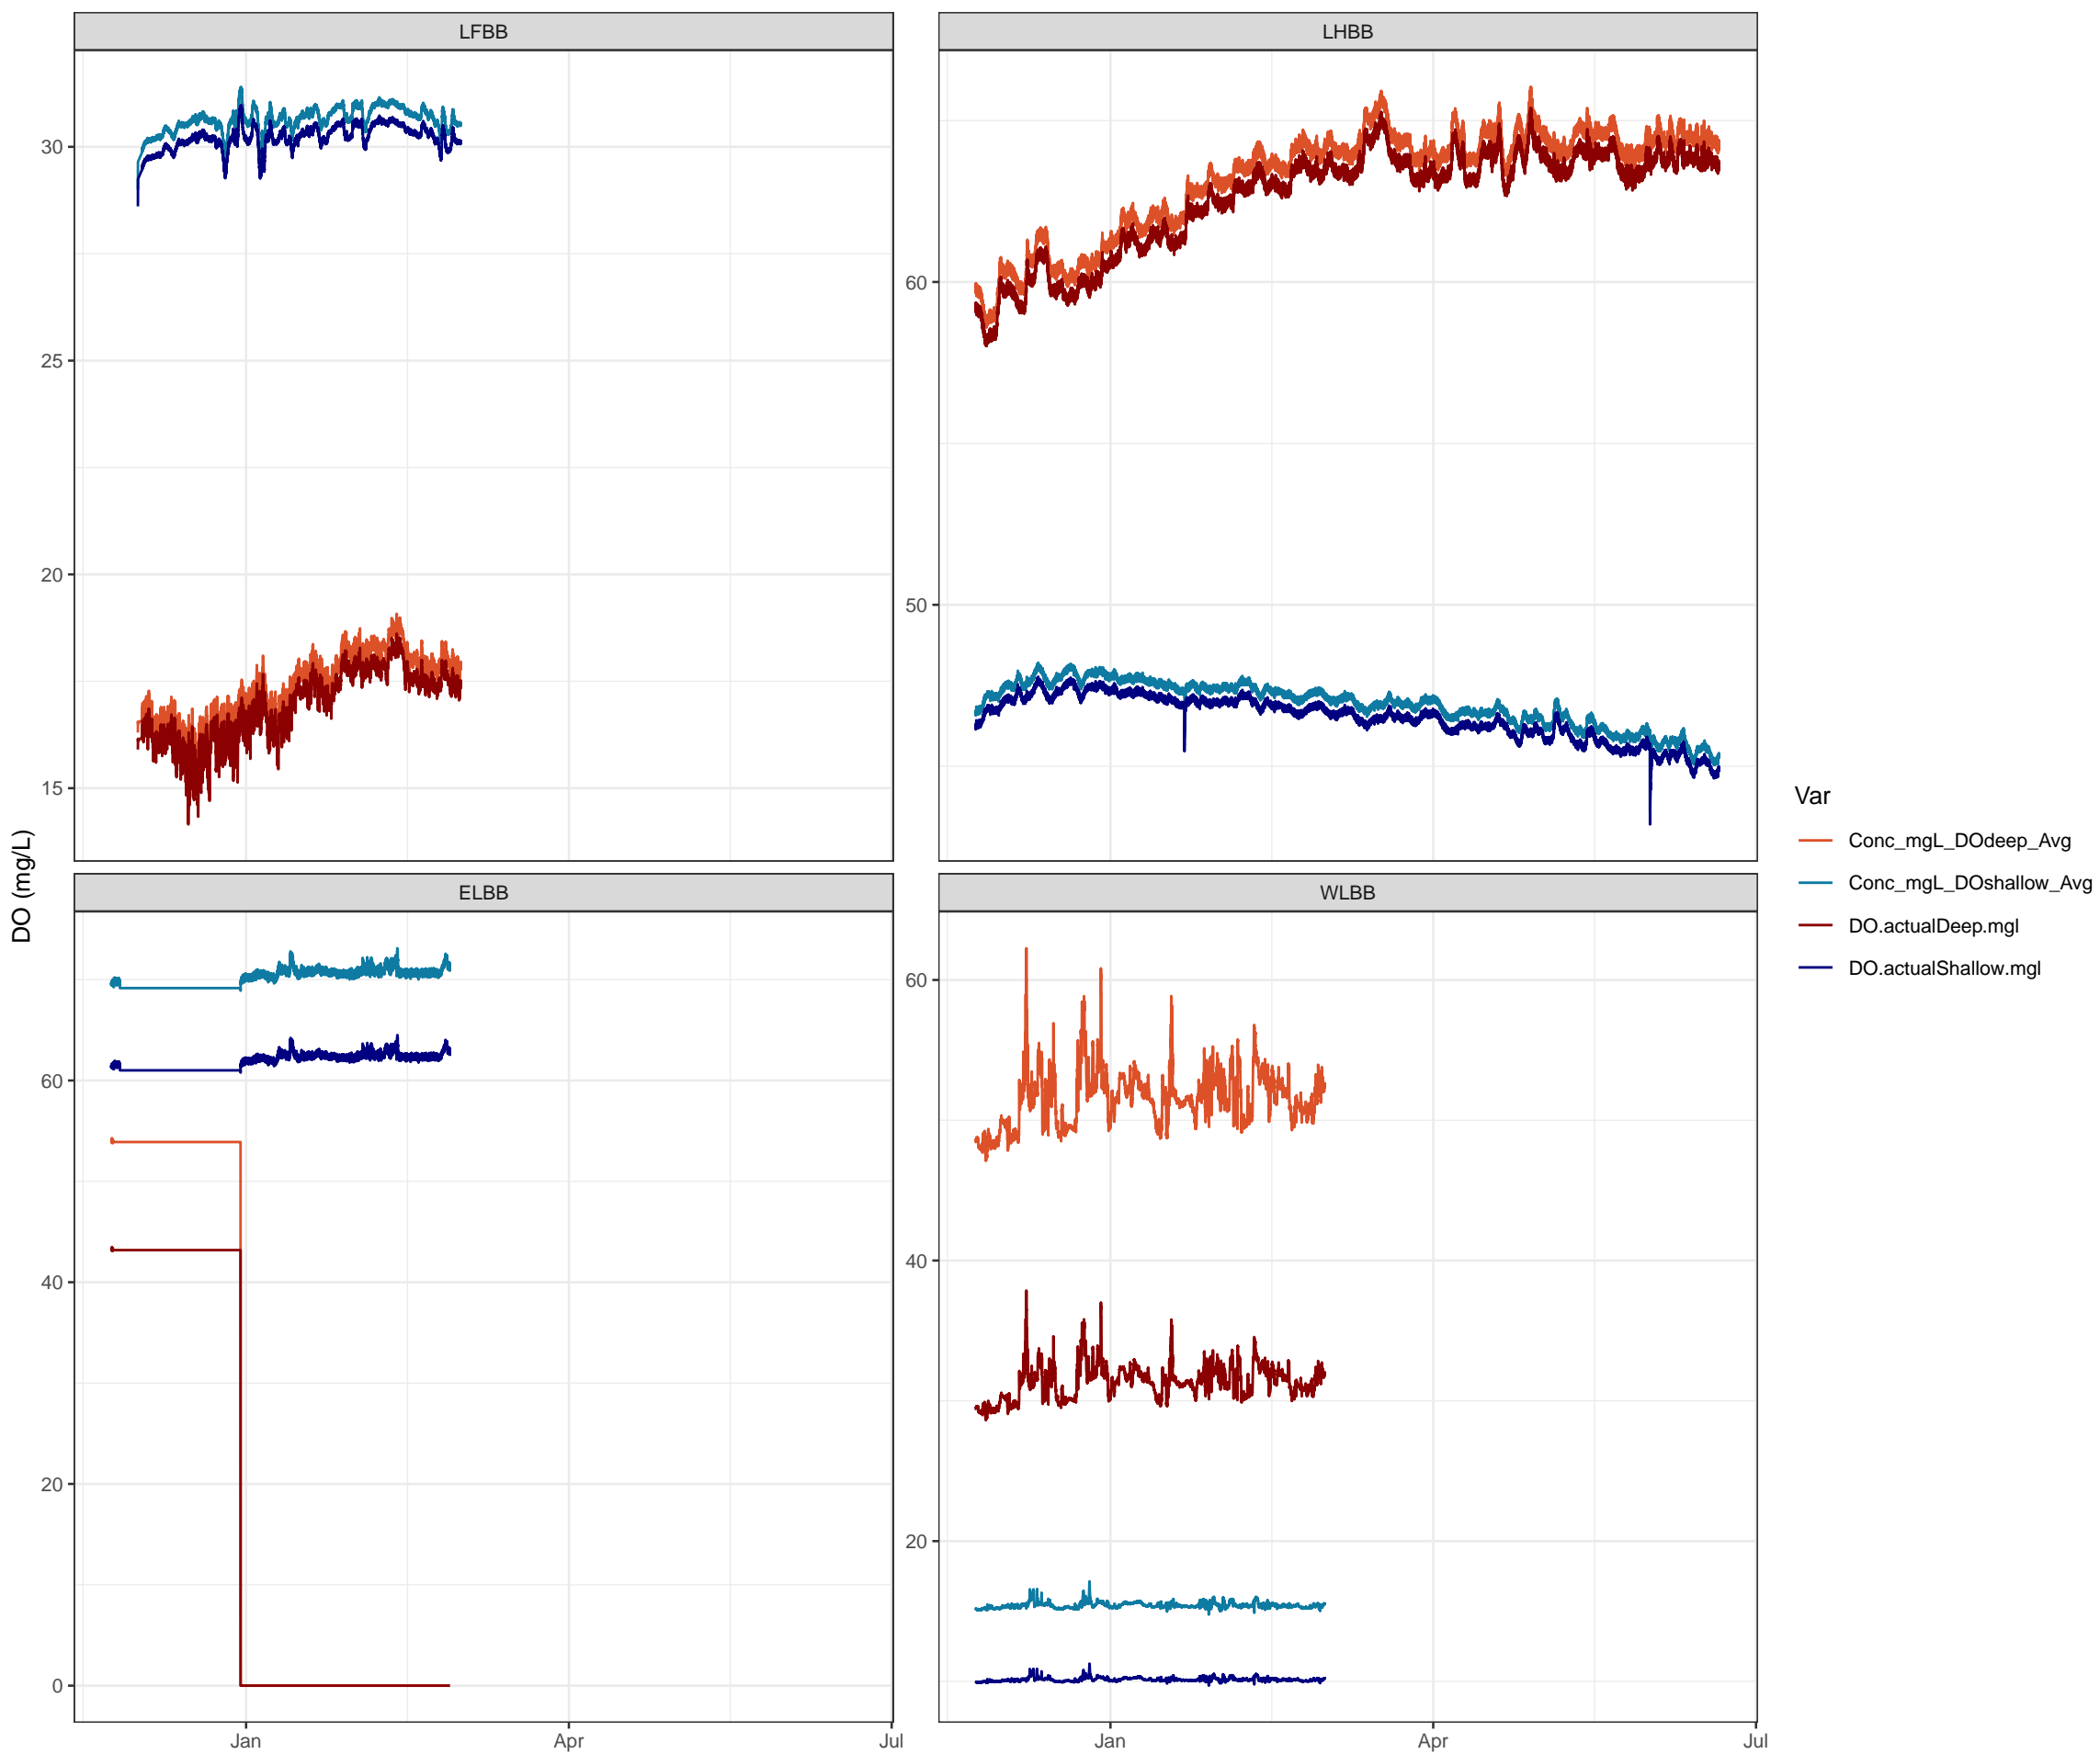 LFBB
LHBB
30
25
20
15
60
50
DO (mg/L)
ELBB
WLBB
60
40
20
0
60
40
20
Jan
Apr
Jul
Jan
Apr
Jul
Var
Conc_mgL_DOdeep_Avg
Conc_mgL_DOshallow_Avg
DO.actualDeep.mgl
DO.actualShallow.mgl